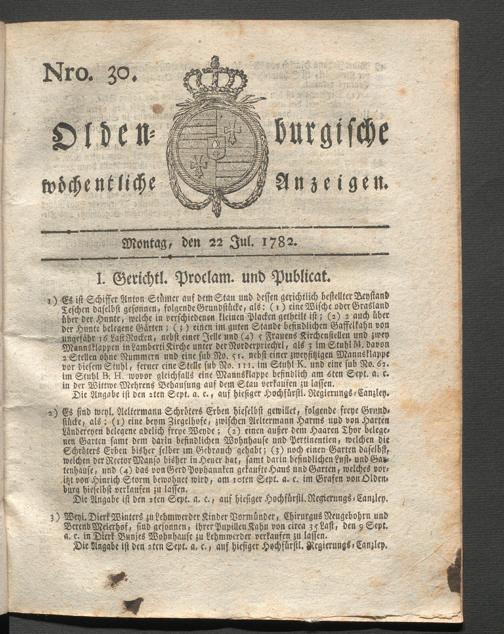 Nro. 30.
Olden- burgische
wöchentliche Anzeigen.
Montag, den 22 Jul. 1782.
I. Gerichtl. Proclam. und Publicat.
1) Es ist Schiffer Anton Stümer auf dem Stau und dessen gerichtlich bestellter Beystand
Teschen daselbst gesonnen, folgende Grundstücke, als: (1) eine Wische oder Grasland
über der Hunte, welche in verschiedenen kleinen Placken getheilt ist; (2) 2 auch über
der Hunte belegene Gärten; (3) einen im guten Stande befindlichen Gaffelkahn von
ungefähr 16 Last Rocken, nebst einer Jelle und (4) 5 Frauens Kirchenstellen und zwey
Mannsklappen in Lamberti Kirche unter der Norderprichel, als 3 im Stuhl M. davon
2 Stellen ohne Nummern und eine sub No. 51. nebst einer zweysitzigen Mannsklappe
vor diesem Stuhl, ferner eine Stelle sub No. 111. im Stuhl K. und eine sub No. 62.
im Stuhl B. H. wovor gleichfalls eine Mannsklappe befindlich am 6ten Sept. a. c.
in der Wittwe Mehrens Behausung auf dem Stau verkaufen zu lassen.
Die Angabe ist den 2ten Sept. a. c., auf hiesiger Hochfürstl. Regierungs-Canzley.
2) Es sind weyl. Aeltermann Schröters Erben hieselbst gewillet, folgende freye Grund-
stücke, als: (1) eine beym Ziegelhofe, zwischen Aeltermann Harms und von Harten
Ländereyen belegene adelich freye Weyde; (2) einen außer dem Haaren Thor belege-
nen Garten samt dem darin befindlichen Wohnhause und Pertinentien, welchen die
Schröters Erben bisher selber im Gebrauch gehabt; (3) noch einen Garten daselbst,
welchen der Rector Manso bisher in Heuer hat, samt darin befindlichen Lust- und Gar-
tenhause, und (4) das von Gerd Pophanken gekaufte Haus und Garten, welches vor-
itzt von Hinrich Storm bewohnet wird, am 10ten Sept. a. c. im Grafen von Olden-
burg hieselbst verkaufen zu lassen.
Die Angabe ist den 2ten Sept. a. c., auf hiesiger Hochfürstl. Regierungs-Canzley.
3) Weyl. Dierk Winters zu Lehmwerder Kinder Vormünder, Chirurgus Neugebohrn und
Berend Meierhof, sind gesonnen, ihrer Pupillen Kahn von circa 35 Last, den 9 Sept.
a. c. in Dierk Bunjes Wohnhause zu Lehmwerder verkaufen zu lassen.
Die Angabe ist den 2ten Sept. a. c., auf hiesiger Hochfürstl. Regierungs-Canzley.